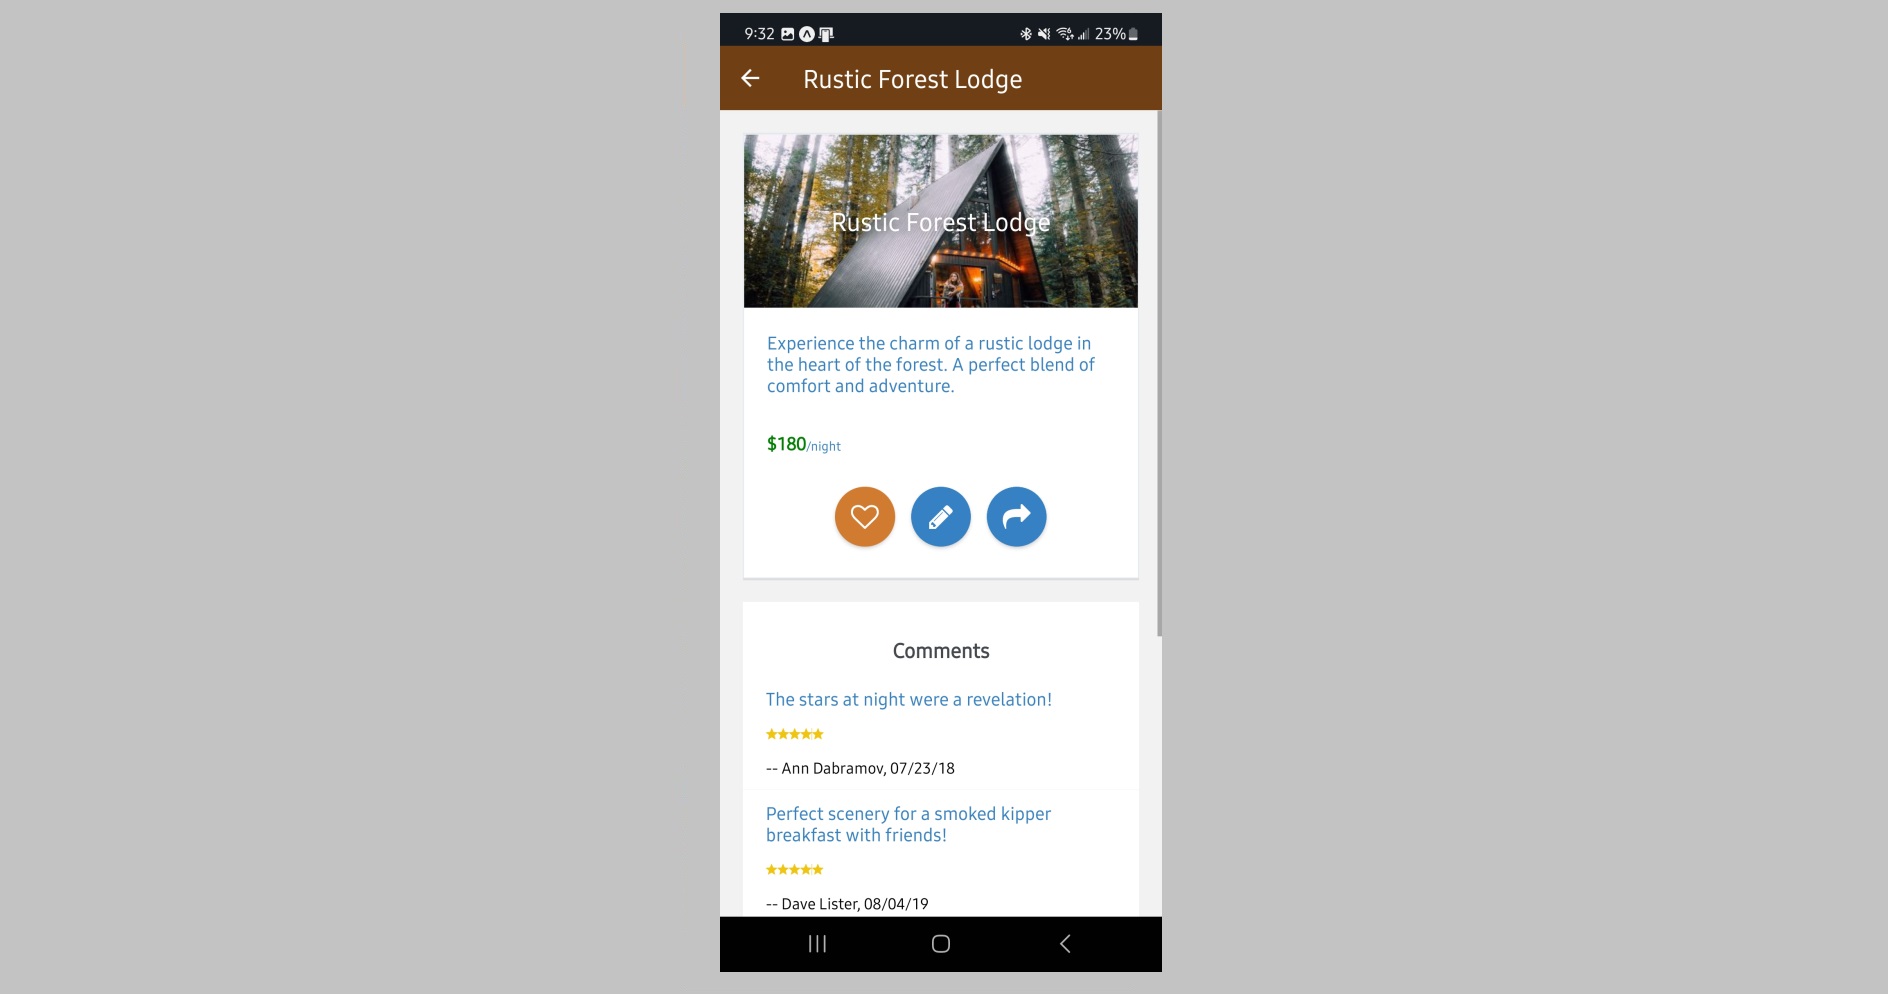 9:32 23%
Rustic Forest Lodge
Rustic Forest Lodge
Experience the charm of a rustic lodge in
the heart of the forest. A perfect blend of
comfort and adventure.
$180/night
Comments
The stars at night were a revelation!
-- Ann Dabramov, 07/23/18
Perfect scenery for a smoked kipper
breakfast with friends!
-- Dave Lister, 08/04/19